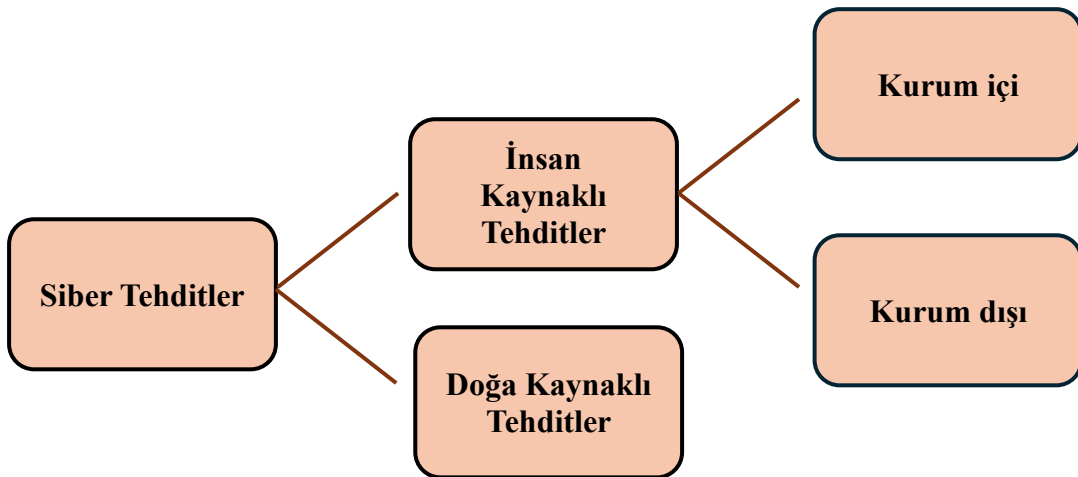 Siber Tehditler
İnsan
Kaynaklı
Tehditler
Doğa Kaynaklı
Tehditler
Kurum içi
Kurum dışı